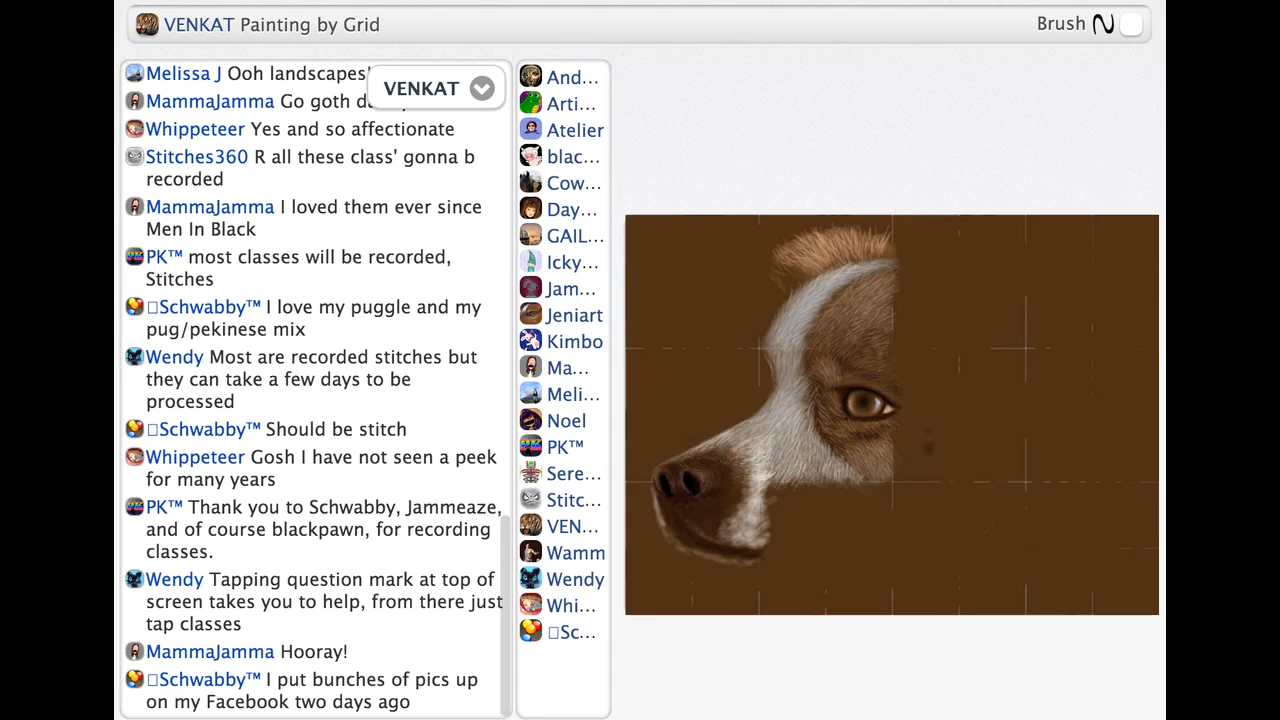 VENKAT Painting by Grid
Brush
Melissa J Ooh landscapes!
VENKAT
MammaJamma Go goth
Whippeteer Yes and so affectionate
Stitches360 R all these class' gonna b
recorded
MammaJamma I loved them ever since
Men In Black
PK™ most classes will be recorded,
Stitches
Schwabby™ I love my puggle and my
pug/pekinese mix
Wendy Most are recorded stitches but
they can take a few days to be
processed
Schwabby™ Should be stitch
Whippeteer Gosh I have not seen a peek
for many years
PK™ Thank you to Schwabby, Jammeaze,
and of course blackpawn, for recording
classes.
Wendy Tapping question mark at top of
screen takes you to help, from there just
tap classes
MammaJamma Hooray!
Schwabby™ I put bunches of pics up
on my Facebook two days ago
And...
Arti...
Atelier
blac...
Cow...
Day...
GAIL...
Icky...
Jam...
Jeniart
Kimbo
Ma...
Meli...
Noel
PK™
Sere...
Stitc...
VEN...
Wamm
Wendy
Whi...
Sc...